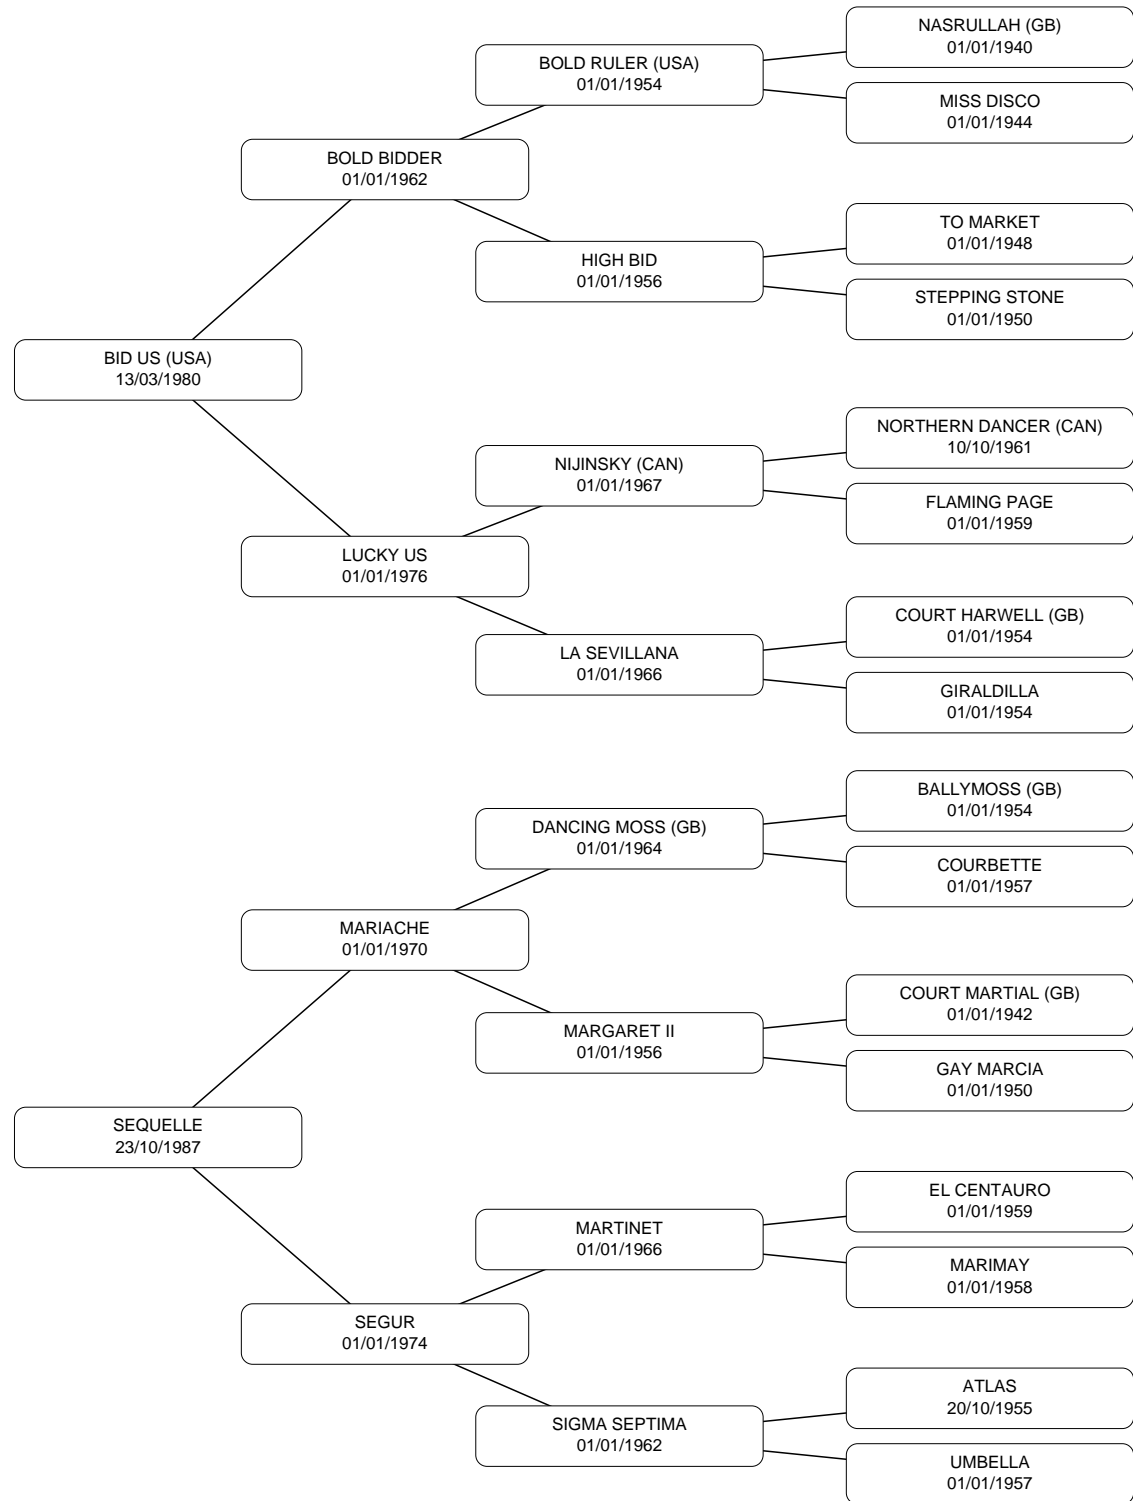 NASRULLAH (GB)
01/01/1940
BOLD RULER (USA)
01/01/1954
MISS DISCO
01/01/1944
BOLD BIDDER
01/01/1962
TO MARKET
01/01/1948
HIGH BID
01/01/1956
STEPPING STONE
01/01/1950
BID US (USA)
13/03/1980
NORTHERN DANCER (CAN)
10/10/1961
NIJINSKY (CAN)
01/01/1967
FLAMING PAGE
01/01/1959
LUCKY US
01/01/1976
COURT HARWELL (GB)
01/01/1954
LA SEVILLANA
01/01/1966
GIRALDILLA
01/01/1954
BALLYMOSS (GB)
01/01/1954
DANCING MOSS (GB)
01/01/1964
COURBETTE
01/01/1957
MARIACHE
01/01/1970
COURT MARTIAL (GB)
01/01/1942
MARGARET II
01/01/1956
GAY MARCIA
01/01/1950
SEQUELLE
23/10/1987
EL CENTAURO
01/01/1959
MARTINET
01/01/1966
MARIMAY
01/01/1958
SEGUR
01/01/1974
ATLAS
20/10/1955
SIGMA SEPTIMA
01/01/1962
UMBELLA
01/01/1957